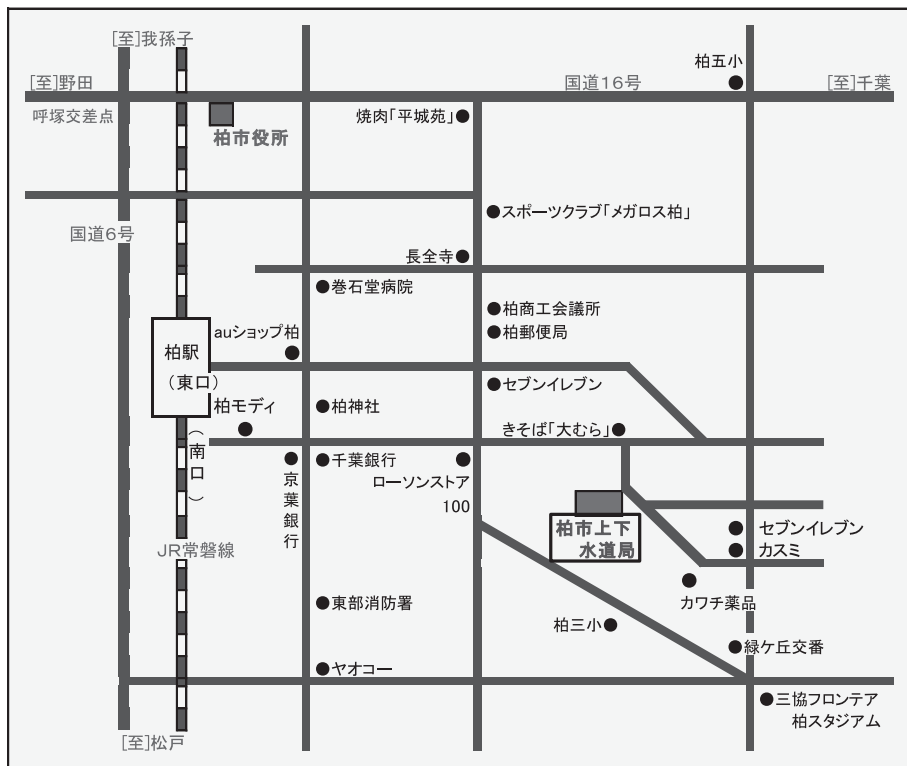 [至]我孫子
柏五小
[至]野田
国道16号
[至]千葉
呼塚交差点
焼肉「平城苑」
柏市役所
スポーツクラブ「メガロス柏」
国道6号
長全寺
巻石堂病院
柏商工会議所
auショップ柏
柏郵便局
柏駅
(東口)
セブンイレブン
柏モディ
柏神社
きそば「大むら」
(南口)
京葉銀行
千葉銀行
ローソンストア
100
柏市上下
水道局
セブンイレブン
カスミ
JR常磐線
カワチ薬品
東部消防署
柏三小
緑ケ丘交番
ヤオコー
三協フロンテア
柏スタジアム
[至]松戸